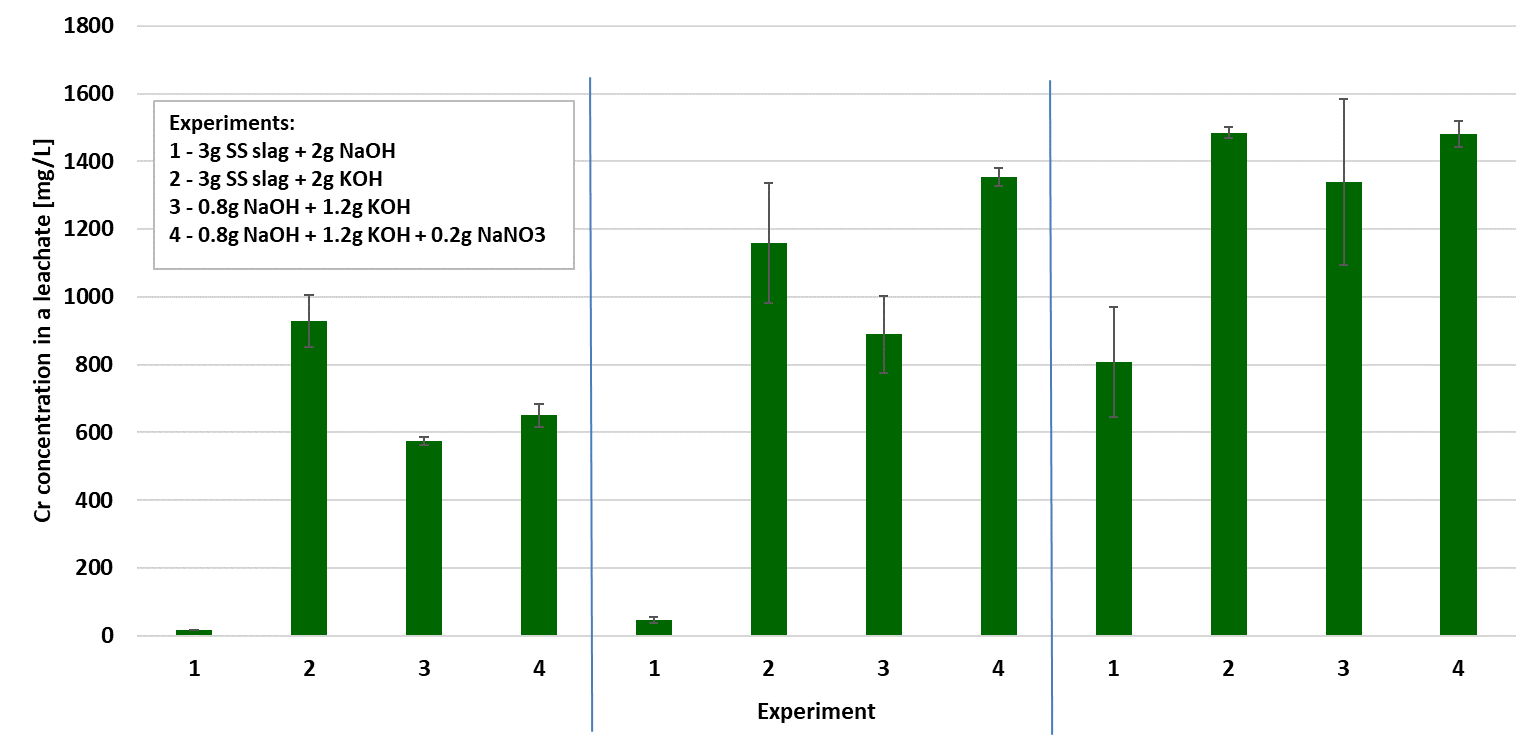 1800
1600
1400
1200
1000
800
600
400
200
0
Cr concentration in a leachate [mg/L]
Experiments:
1 - 3g SS slag + 2g NaOH
2 - 3g SS slag + 2g KOH
3 - 0.8g NaOH + 1.2g KOH
4 - 0.8g NaOH + 1.2g KOH + 0.2g NaNO3
1 2 3 4 1 2 3 4 1 2 3 4
Experiment